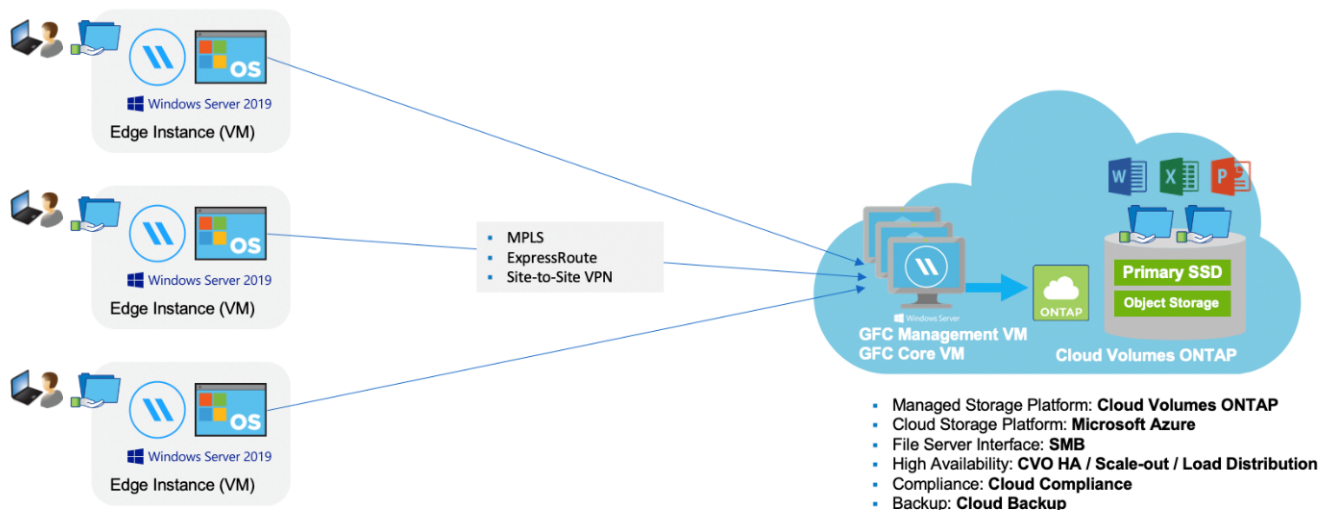 OS
Windows Server 2019
Edge Instance (VM)
OS
Windows Server 2019
Edge Instance (VM)
OS
Windows Server 2019
Edge Instance (VM)
▪ MPLS
▪ ExpressRoute
▪ Site-to-Site VPN
Windows Server
GFC Management VM
GFC Core VM
ONTAP
W
X
P
Primary SSD
Object Storage
Cloud Volumes ONTAP
▪ Managed Storage Platform: Cloud Volumes ONTAP
▪ Cloud Storage Platform: Microsoft Azure
▪ File Server Interface: SMB
▪ High Availability: CVO HA / Scale-out / Load Distribution
▪ Compliance: Cloud Compliance
▪ Backup: Cloud Backup